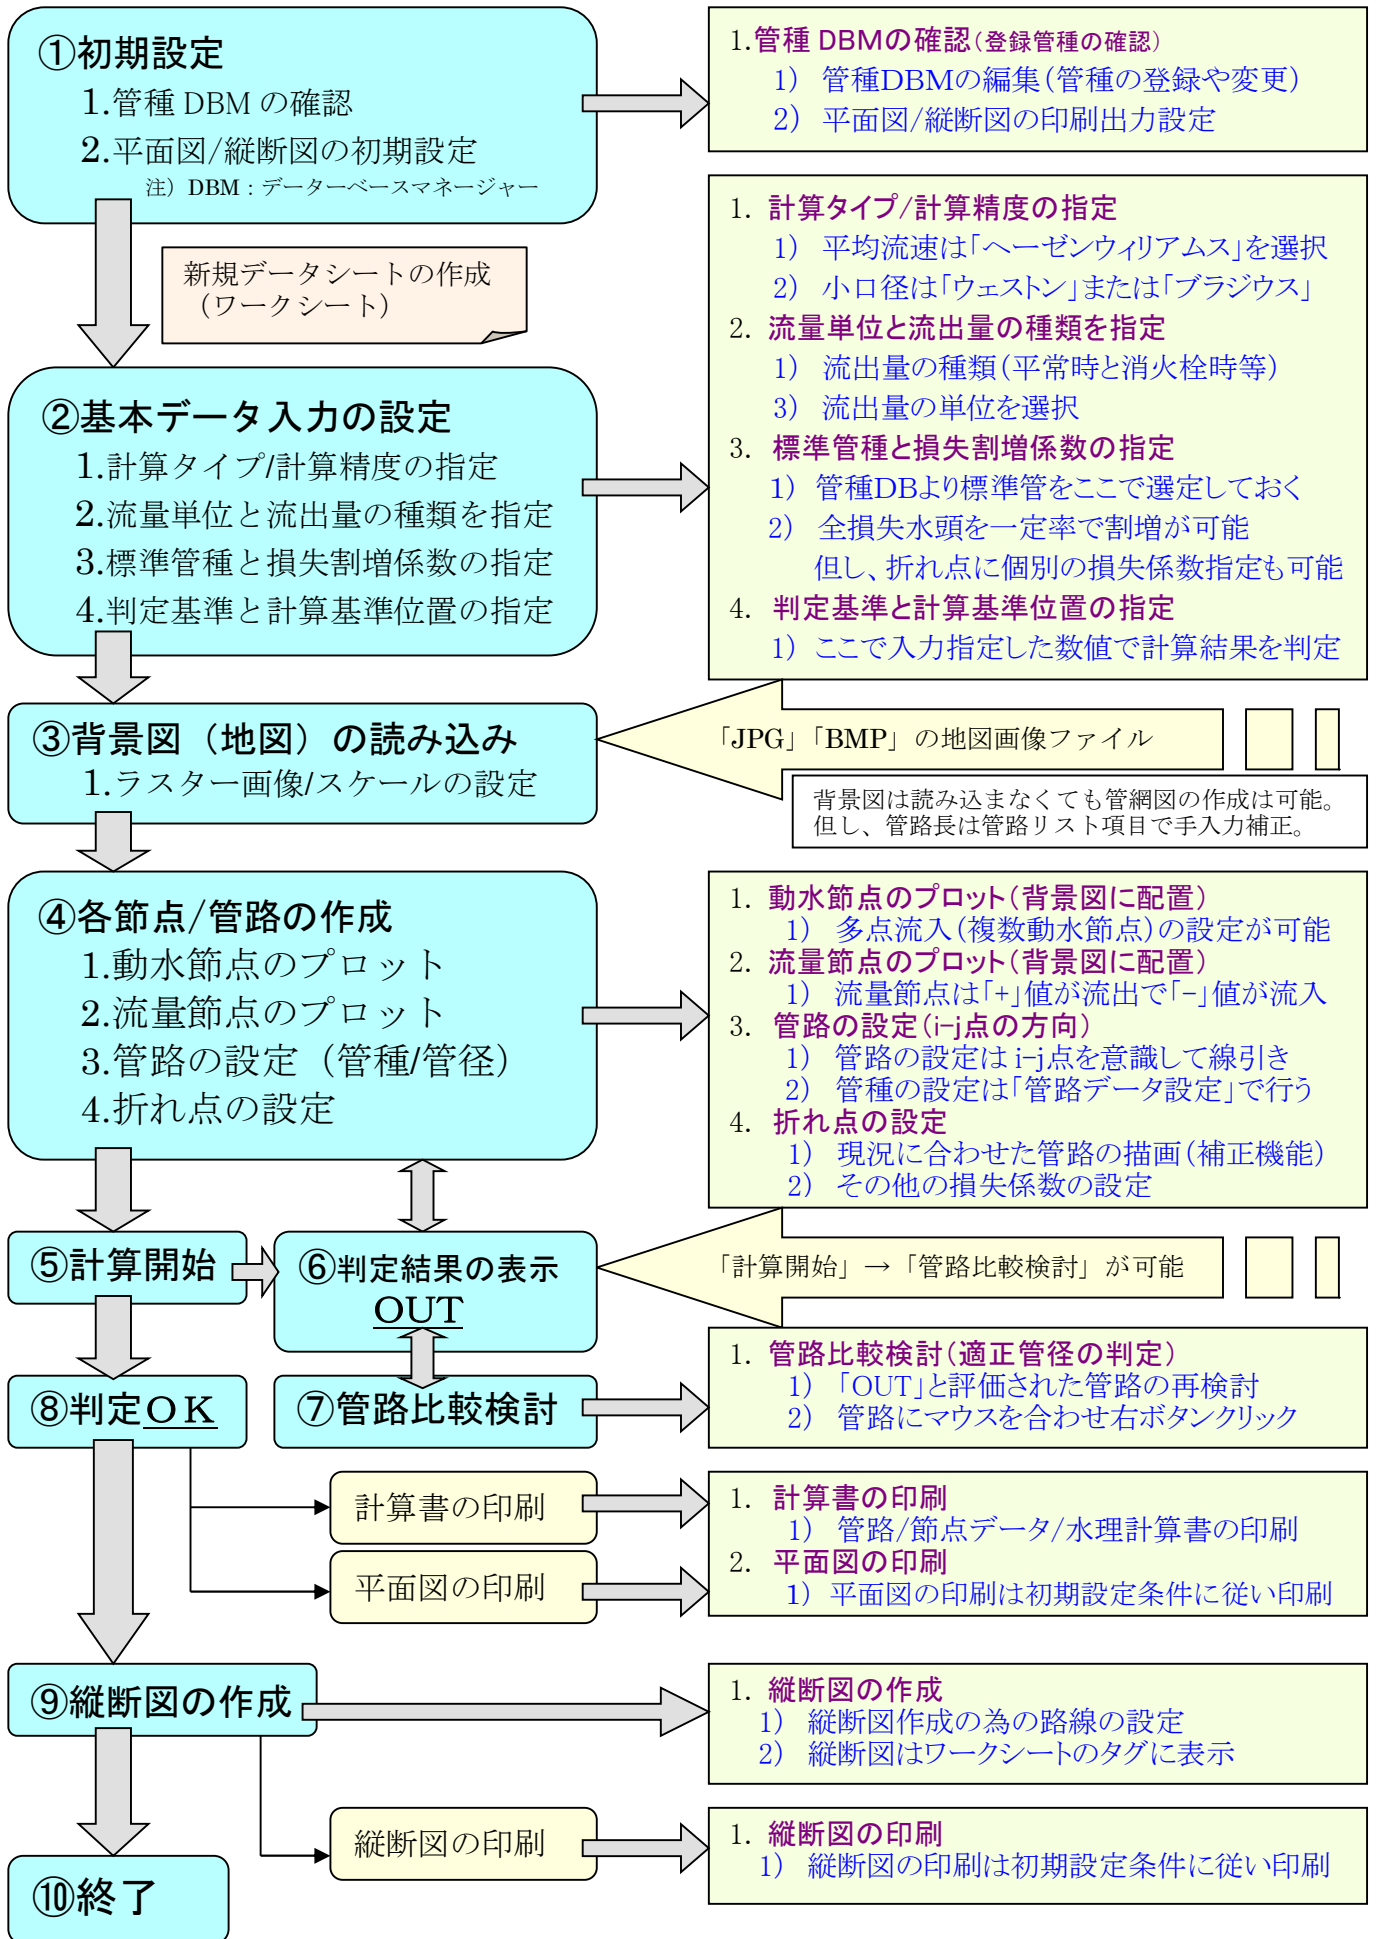 ①初期設定
1.管種 DBM の確認
2.平面図/縦断図の初期設定
注）DBM：データーベースマネージャー
1.管種 DBMの確認(登録管種の確認)
1) 管種DBMの編集(管種の登録や変更)
2) 平面図/縦断図の印刷出力設定
新規データシートの作成
（ワークシート）
②基本データ入力の設定
1.計算タイプ/計算精度の指定
2.流量単位と流出量の種類を指定
3.標準管種と損失割増係数の指定
4.判定基準と計算基準位置の指定
1. 計算タイプ/計算精度の指定
1) 平均流速は「ヘーゼンウィリアムス」を選択
2) 小口径は「ウェストン」または「ブラジウス」
2. 流量単位と流出量の種類を指定
1) 流出量の種類(平常時と消火栓時等)
3) 流出量の単位を選択
3. 標準管種と損失割増係数の指定
1) 管種DBより標準管をここで選定しておく
2) 全損失水頭を一定率で割増が可能
但し、折れ点に個別の損失係数指定も可能
4. 判定基準と計算基準位置の指定
1) ここで入力指定した数値で計算結果を判定
③背景図（地図）の読み込み
1.ラスター画像/スケールの設定
「JPG」「BMP」の地図画像ファイル
背景図は読み込まなくても管網図の作成は可能。
但し、管路長は管路リスト項目で手入力補正。
④各節点/管路の作成
1.動水節点のプロット
2.流量節点のプロット
3.管路の設定（管種/管径）
4.折れ点の設定
1. 動水節点のプロット(背景図に配置)
1) 多点流入(複数動水節点)の設定が可能
2. 流量節点のプロット(背景図に配置)
1) 流量節点は「+」値が流出で「-」値が流入
3. 管路の設定(i-j点の方向)
1) 管路の設定は i-j点を意識して線引き
2) 管種の設定は「管路データ設定」で行う
4. 折れ点の設定
1) 現況に合わせた管路の描画(補正機能)
2) その他の損失係数の設定
⑤計算開始
⑥判定結果の表示
OUT
「計算開始」→「管路比較検討」が可能
⑧判定OK
⑦管路比較検討
1. 管路比較検討(適正管径の判定)
1) 「OUT」と評価された管路の再検討
2) 管路にマウスを合わせ右ボタンクリック
計算書の印刷
平面図の印刷
1. 計算書の印刷
1) 管路/節点データ/水理計算書の印刷
2. 平面図の印刷
1) 平面図の印刷は初期設定条件に従い印刷
⑨縦断図の作成
1. 縦断図の作成
1) 縦断図作成の為の路線の設定
2) 縦断図はワークシートのタグに表示
縦断図の印刷
1. 縦断図の印刷
1) 縦断図の印刷は初期設定条件に従い印刷
⑩終了